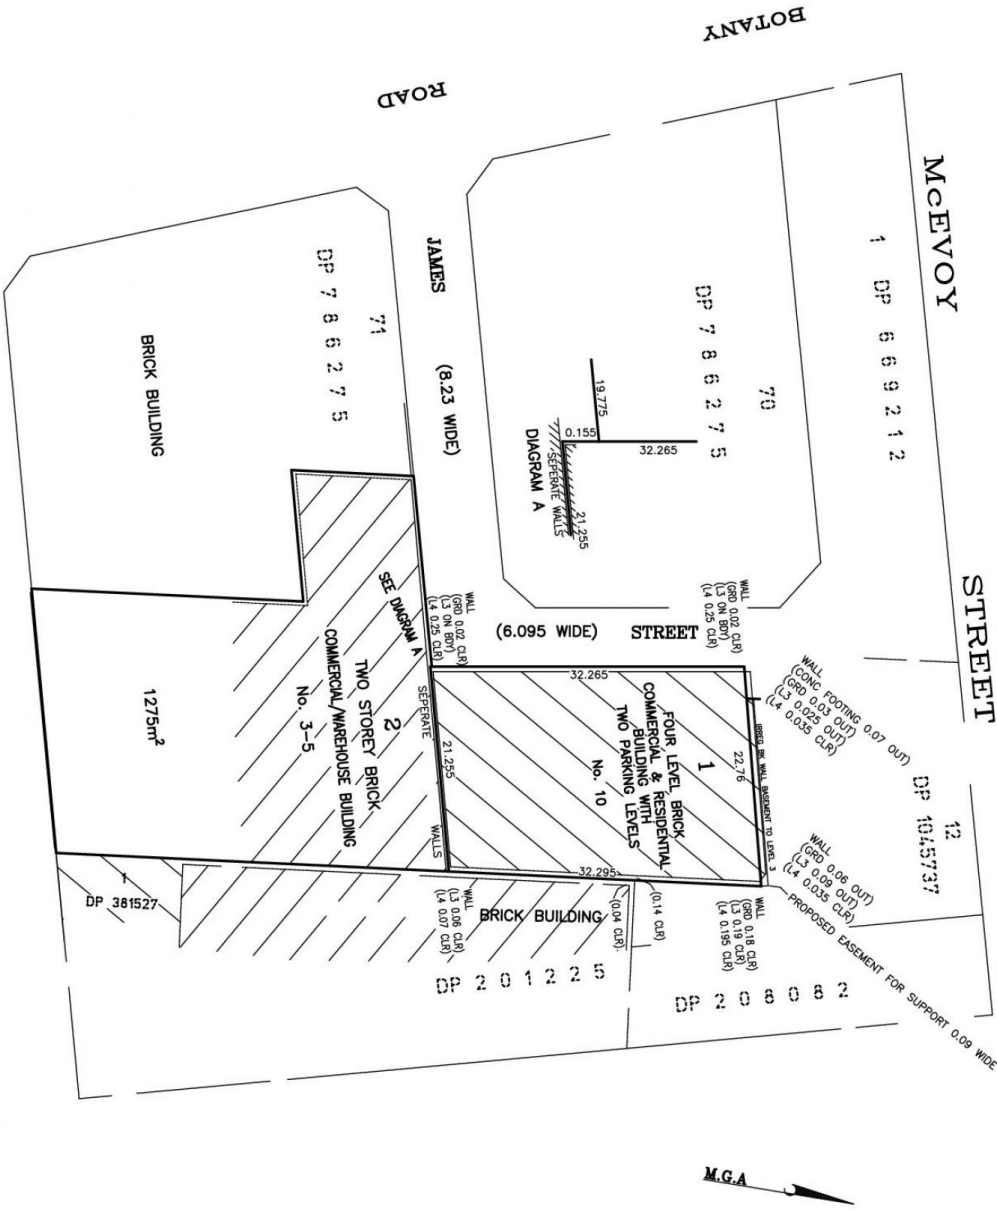 BOTANY
ROAD
McEVOY
STREET
1 DP 669212
70
DP 786275
JAMES
(8.23 WIDE)
71
DP 786275
BRICK BUILDING
19.775
0.155
32.265
21.255
SEPERATE WALLS
DIAGRAM A
SEE DIAGRAM A
WALL
(GRD 0.02 CLR)
(L3 ON BDY)
(L4 0.25 CLR)
(6.095 WIDE)
STREET
WALL
(GRD 0.02 CLR)
(L3 ON BDY)
(L4 0.25 CLR)
WALL
(CONC FOOTING 0.07 OUT)
(GRD 0.03 OUT)
(L3 0.025 OUT)
(L4 0.035 CLR)
32.265
1
FOUR LEVEL BRICK
COMMERCIAL & RESIDENTIAL
BUILDING WITH
TWO PARKING LEVELS
No. 10
22.76
IRREG BK WALL BASEMENT TO LEVEL 3
2
TWO STOREY BRICK
COMMERCIAL/WAREHOUSE BUILDING
No. 3-5
SEPERATE
21.255
WALLS
1275m²
12
DP 1045737
WALL
(GRD 0.06 OUT)
(L3 0.09 OUT)
(L4 0.035 CLR)
PROPOSED EASEMENT FOR SUPPORT 0.09 WIDE
32.295
1
DP 381527
WALL
(L3 0.06 CLR)
(L4 0.07 CLR)
BRICK BUILDING
(0.04 CLR)
(0.14 CLR)
WALL
(GRD 0.18 CLR)
(L3 0.19 CLR)
(L4 0.195 CLR)
DP 201225
DP 208082
M.G.A